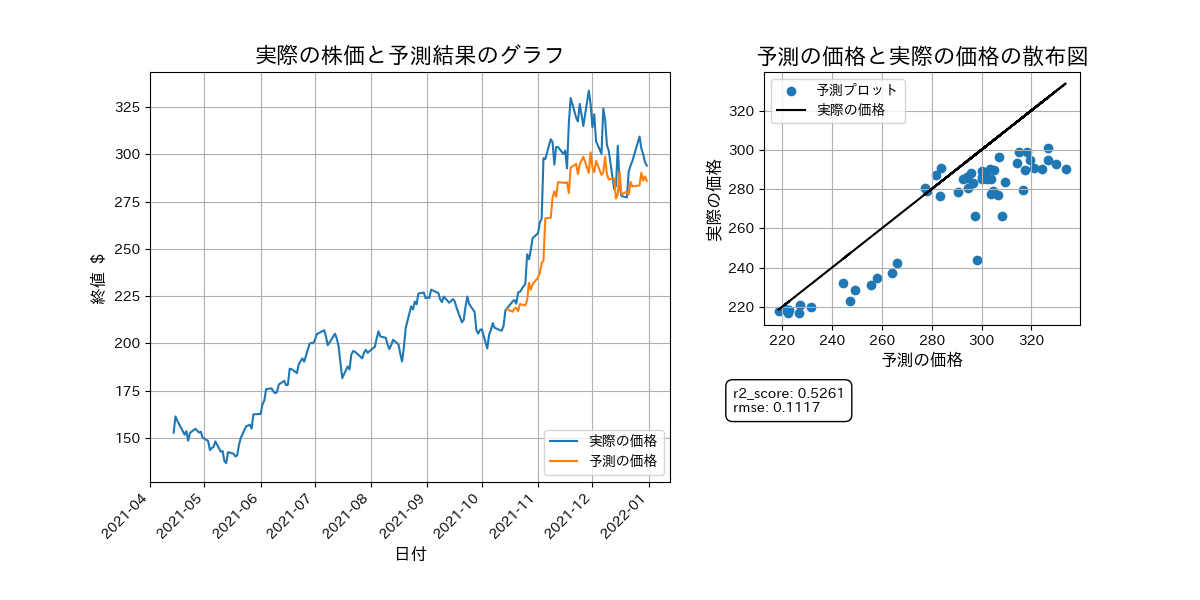 実際の株価と予測結果のグラフ
終値 $
325
300
275
250
225
200
175
150
2021-04
2021-05
2021-06
2021-07
2021-08
2021-09
2021-10
2021-11
2021-12
2022-01
日付
実際の価格
予測の価格
予測の価格と実際の価格の散布図
予測プロット
実際の価格
実際の価格
320
300
280
260
240
220
220
240
260
280
300
320
予測の価格
r2_score: 0.5261
rmse: 0.1117